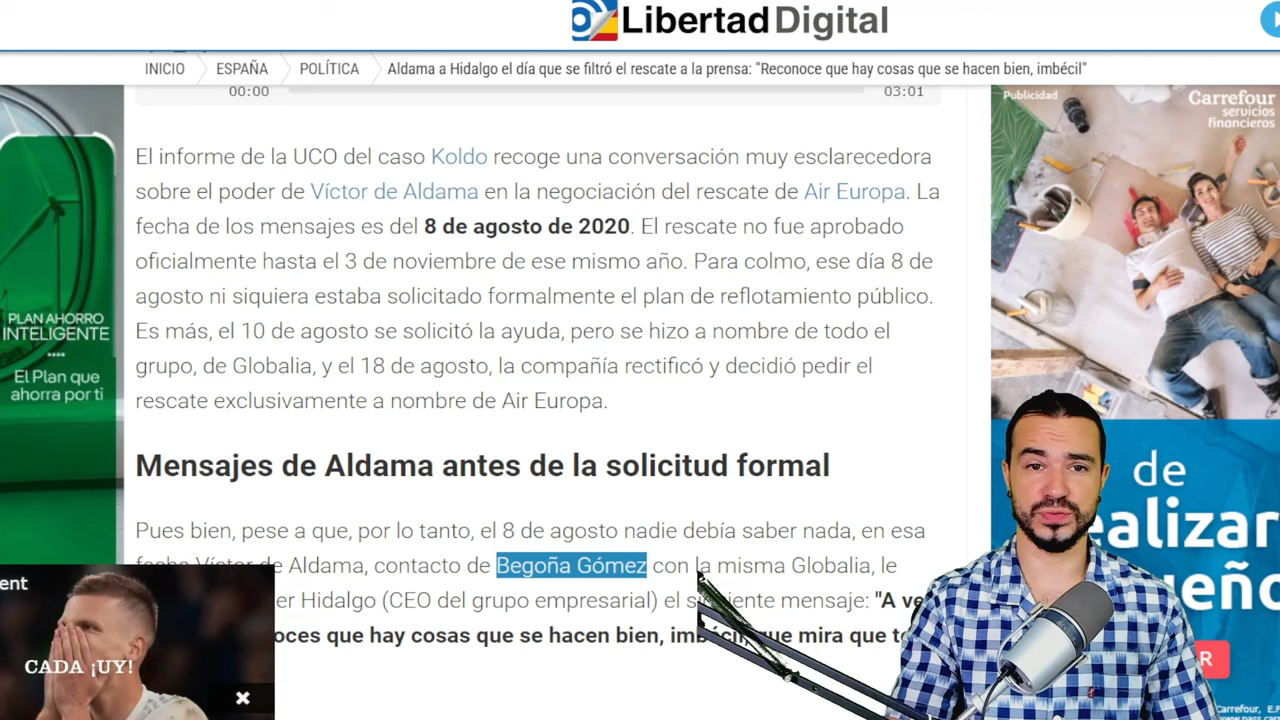 Libertad Digital
INICIO ESPAÑA POLÍTICA Aldama a Hidalgo el día que se filtró el rescate a la prensa: "Reconoce que hay cosas que se hacen bien, imbécil"
00:00 03:01
Publicidad
Carrefour
servicios
financieros
El informe de la UCO del caso Koldo recoge una conversación muy esclarecedora
sobre el poder de Víctor de Aldama en la negociación del rescate de Air Europa. La
fecha de los mensajes es del 8 de agosto de 2020. El rescate no fue aprobado
oficialmente hasta el 3 de noviembre de ese mismo año. Para colmo, ese día 8 de
agosto ni siquiera estaba solicitado formalmente el plan de reflotamiento público.
Es más, el 10 de agosto se solicitó la ayuda, pero se hizo a nombre de todo el
grupo, de Globalia, y el 18 de agosto, la compañía rectificó y decidió pedir el
rescate exclusivamente a nombre de Air Europa.
PLAN AHORRO
INTELIGENTE
El Plan que
ahorra por ti
Mensajes de Aldama antes de la solicitud formal
Pues bien, pese a que, por lo tanto, el 8 de agosto nadie debía saber nada, en esa
Víctor de Aldama, contacto de Begoña Gómez con la misma Globalia, le
Hidalgo (CEO del grupo empresarial) el mensaje: "A
que hay cosas que se hacen bien, que mira que
CADA ¡UY!
de
Carrefour, E.F